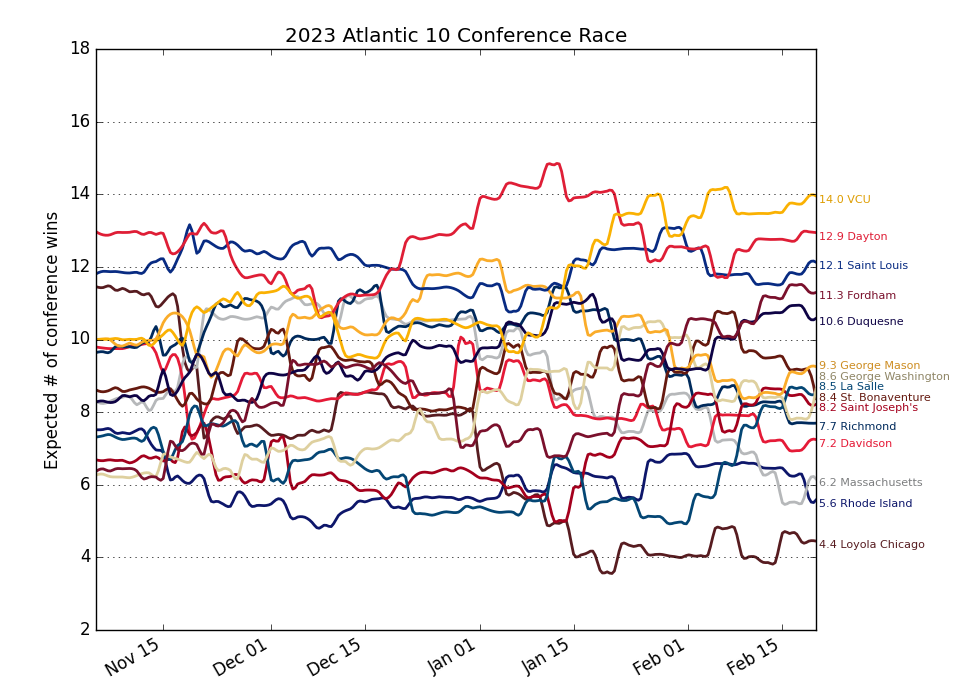 2023 Atlantic 10 Conference Race
Expected # of conference wins
18
16
14
12
10
8
6
4
2
Nov 15
Dec 01
Dec 15
Jan 01
Jan 15
Feb 01
Feb 15
14.0 VCU
12.9 Dayton
12.1 Saint Louis
11.3 Fordham
10.6 Duquesne
9.3 George Mason
8.6 George Washington
8.5 La Salle
8.4 St. Bonaventure
8.2 Saint Joseph's
7.7 Richmond
7.2 Davidson
6.2 Massachusetts
5.6 Rhode Island
4.4 Loyola Chicago